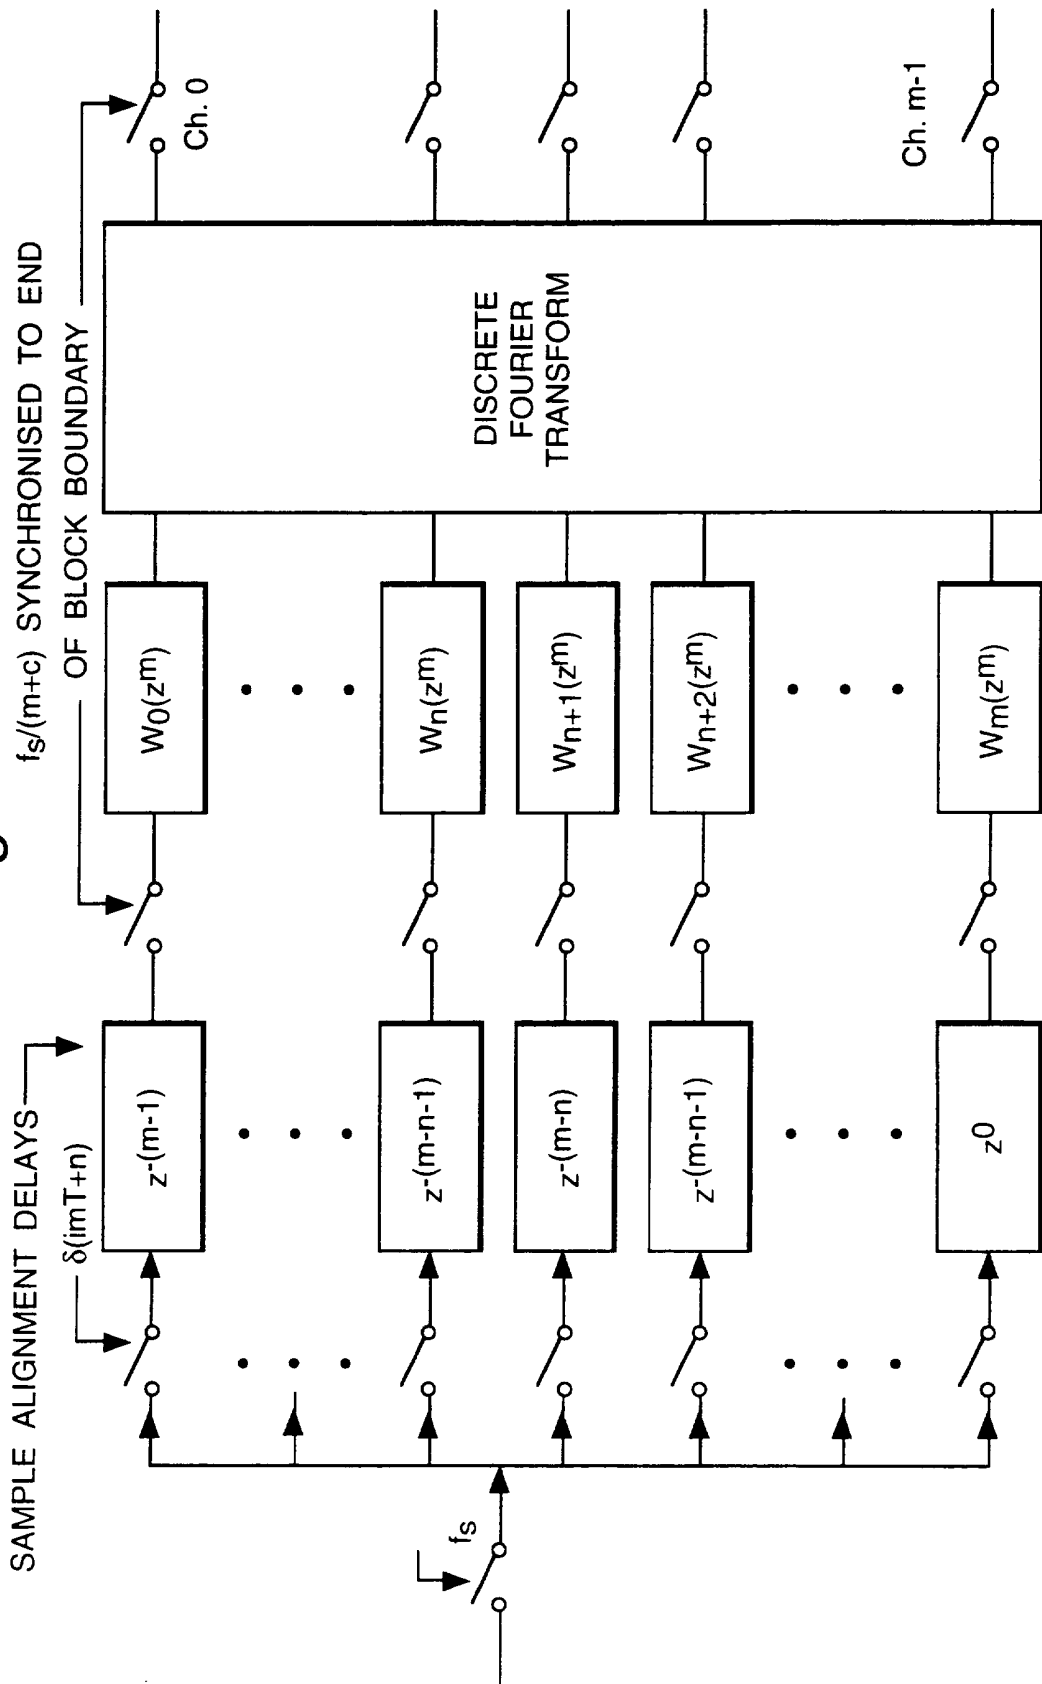 SAMPLE ALIGNMENT DELAYS
δ(imT+n)
fs/(m+c) SYNCHRONISED TO END
OF BLOCK BOUNDARY
fs
z-(m-1)
W0(zm)
Ch. 0
z-(m-n-1)
Wn(zm)
z-(m-n)
Wn+1(zm)
z-(m-n-1)
Wn+2(zm)
z0
Wm(zm)
DISCRETE
FOURIER
TRANSFORM
Ch. m-1